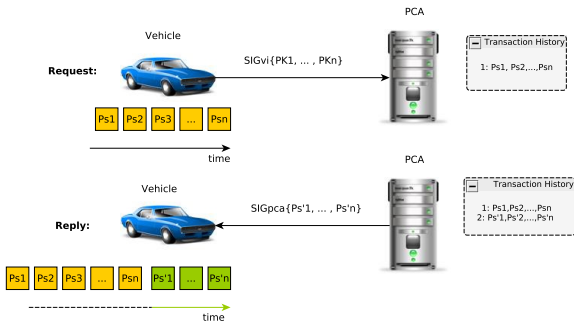 PCA
Vehicle
Transaction History
SIGvi{PK1, ... , PKn}
Request:
1: Ps1, Ps2,...,Psn
Ps1 Ps2 Ps3 ... Psn
time
PCA
Vehicle
Transaction History
SIGpca{Ps'1, ... , Ps'n}
1: Ps1,Ps2,...,Psn
2: Ps'1,Ps'2,...,Ps'n
Reply:
Ps1 Ps2 Ps3 ... Psn Ps'1 ... Ps'n
time